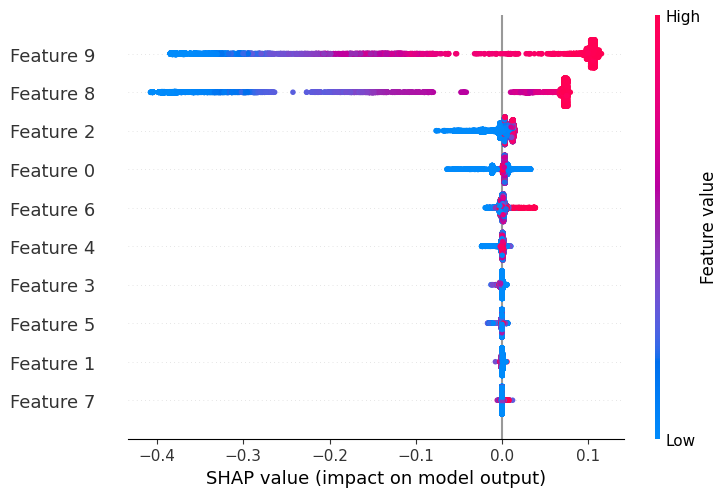 High
Feature 9
Feature 8
Feature 2
Feature 0
Feature 6
Feature 4
Feature 3
Feature 5
Feature 1
Feature 7
Feature value
Low
−0.4 −0.3 −0.2 −0.1 0.0 0.1
SHAP value (impact on model output)